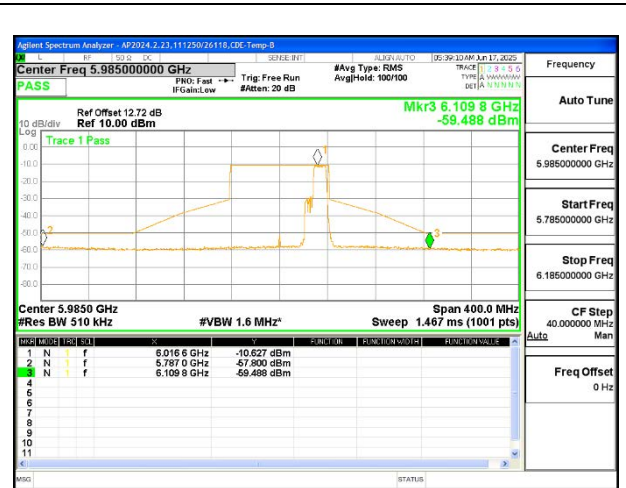 Agilent Spectrum Analyzer - AP2024.2.23,111250/26118,CDE-Temp-B
L RF 50 Ω DC SENSE:INT ALIGN AUTO 05:39:10 AM Jun 17, 2025
Center Freq 5.985000000 GHz
PASS
PNO: Fast
IFGain:Low
Trig: Free Run
#Atten: 20 dB
#Avg Type: RMS
Avg|Hold: 100/100
TRACE 1 2 3 4 5 6
TYPE A WWWWW
DET A N N N N N
Ref Offset 12.72 dB
Ref 10.00 dBm
10 dB/div
Log
Mkr3 6.109 8 GHz
-59.488 dBm
Trace 1 Pass
0.00
-10.0
-20.0
-30.0
-40.0
-50.0
-60.0
-70.0
-80.0
1
2
3
Center 5.9850 GHz
Span 400.0 MHz
#Res BW 510 kHz
#VBW 1.6 MHz*
Sweep 1.467 ms (1001 pts)
MKR MODE TRC SCL X Y FUNCTION FUNCTION WIDTH FUNCTION VALUE
1 N 1 f 6.016 6 GHz -10.627 dBm
2 N 1 f 5.787 0 GHz -57.800 dBm
3 N 1 f 6.109 8 GHz -59.488 dBm
4
5
6
7
8
9
10
11
MSG
STATUS
Frequency
Auto Tune
Center Freq
5.985000000 GHz
Start Freq
5.785000000 GHz
Stop Freq
6.185000000 GHz
CF Step
40.000000 MHz
Auto Man
Freq Offset
0 Hz